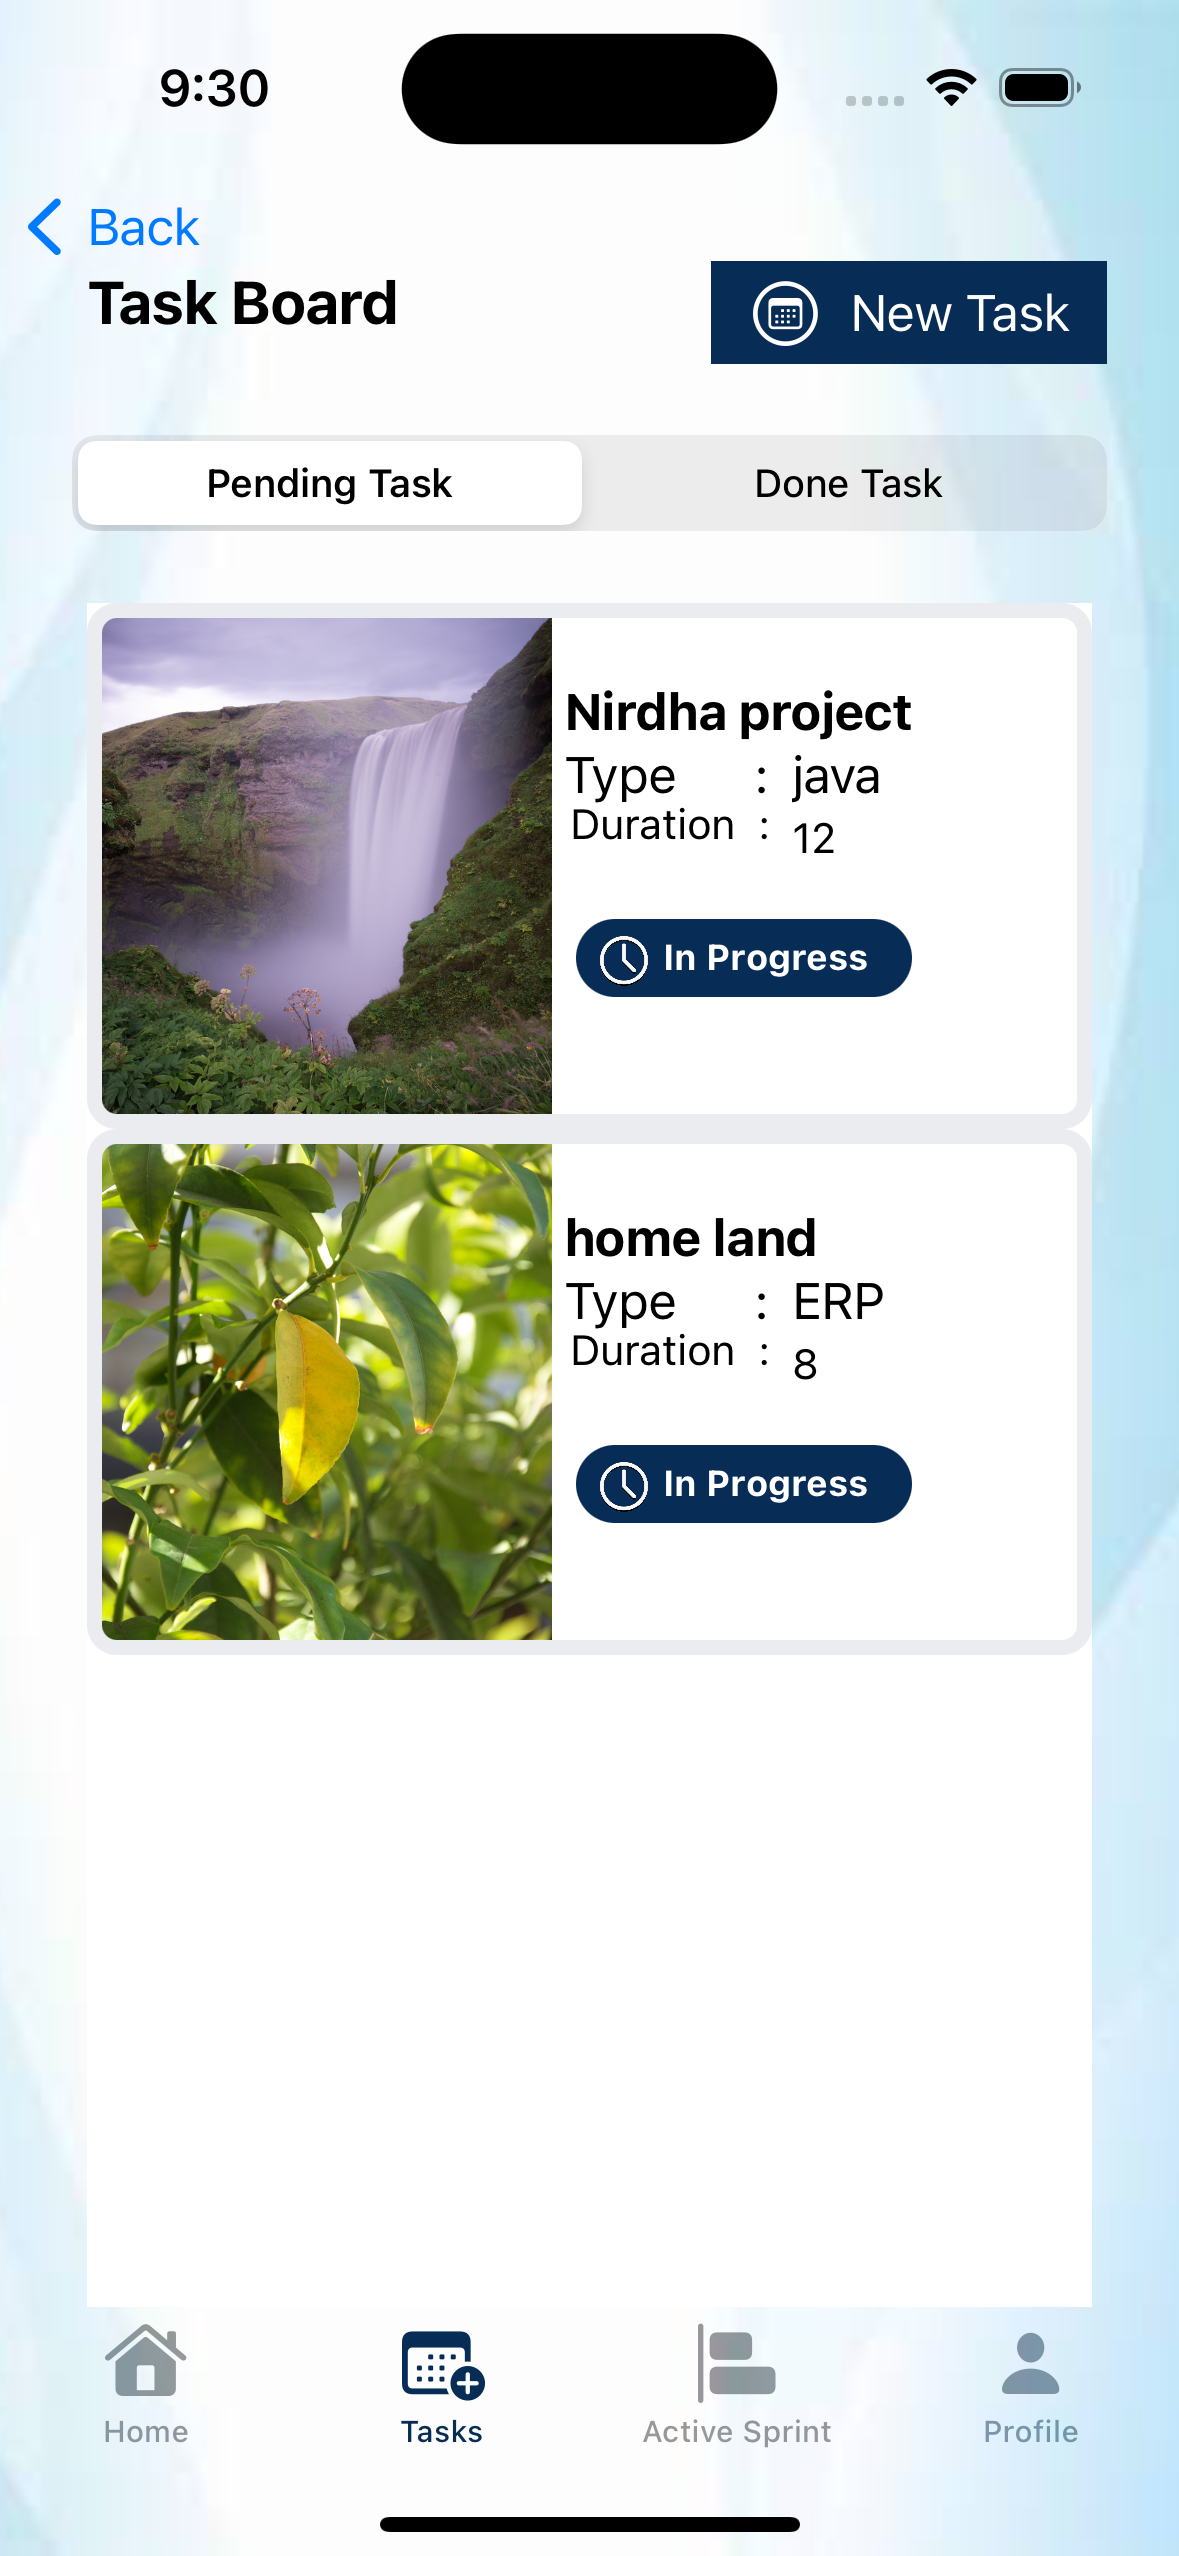 9:30
Back
Task Board
New Task
Pending Task
Done Task
Nirdha project
Type : java
Duration : 12
In Progress
home land
Type : ERP
Duration : 8
In Progress
Home
Tasks
Active Sprint
Profile